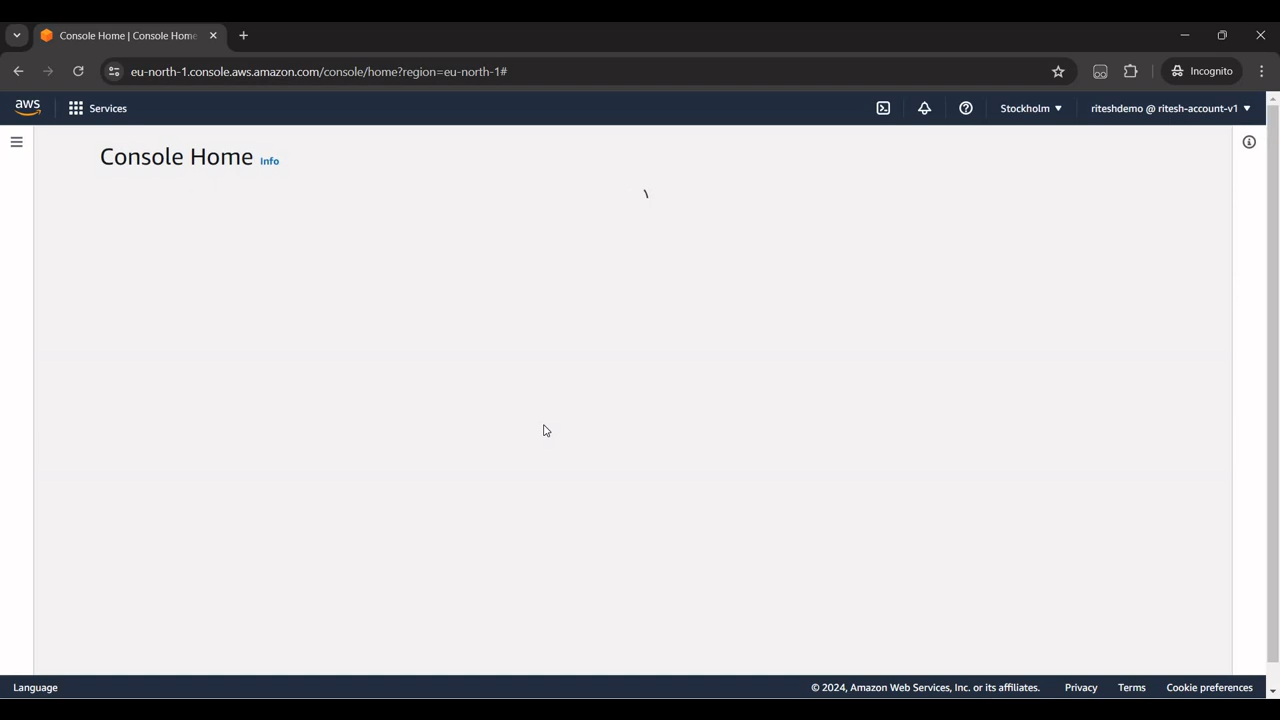 Console Home | Console Home
eu-north-1.console.aws.amazon.com/console/home?region=eu-north-1#
Incognito
aws
Services
Stockholm
riteshdemo @ ritesh-account-v1
Console Home Info
Language
© 2024, Amazon Web Services, Inc. or its affiliates.
Privacy
Terms
Cookie preferences